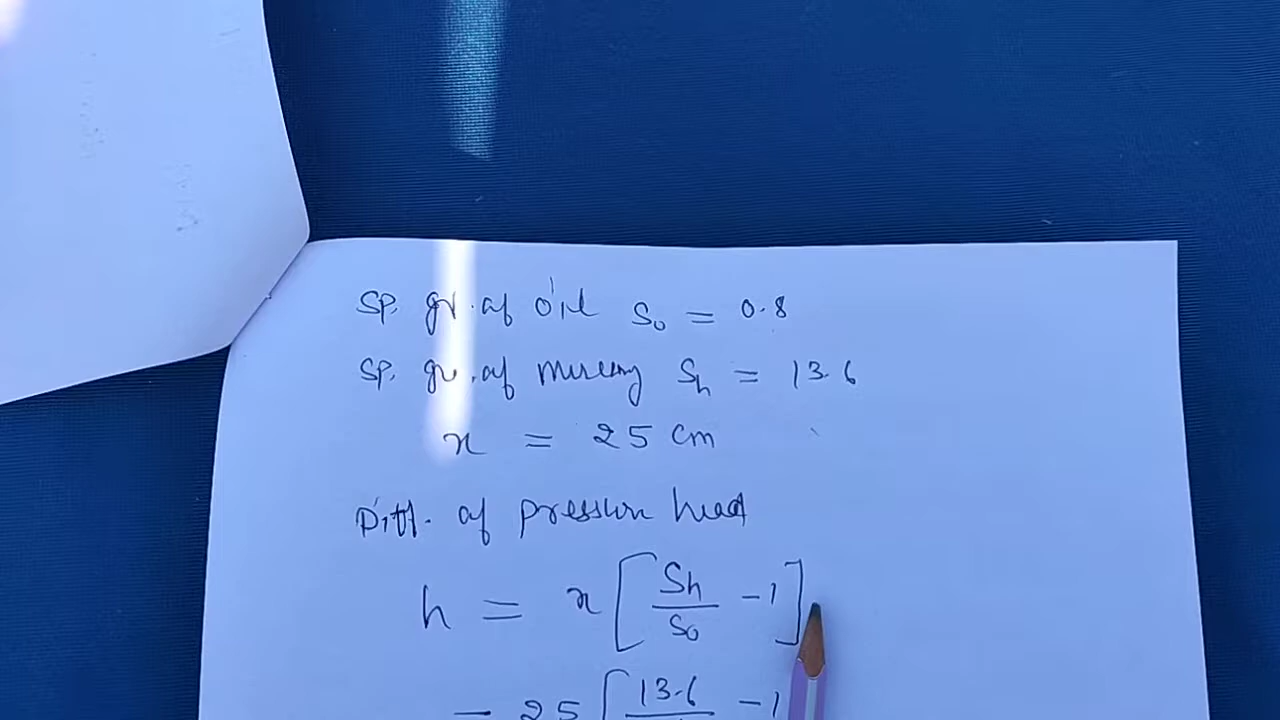 Sp. gr. of Oil S₀ = 0.8
Sp. gr. of mercury Sh = 13.6
x = 25 cm
Diff. of pressure head
h = x [ Sh/S₀ - 1 ]
= 25 [ 13.6 - 1